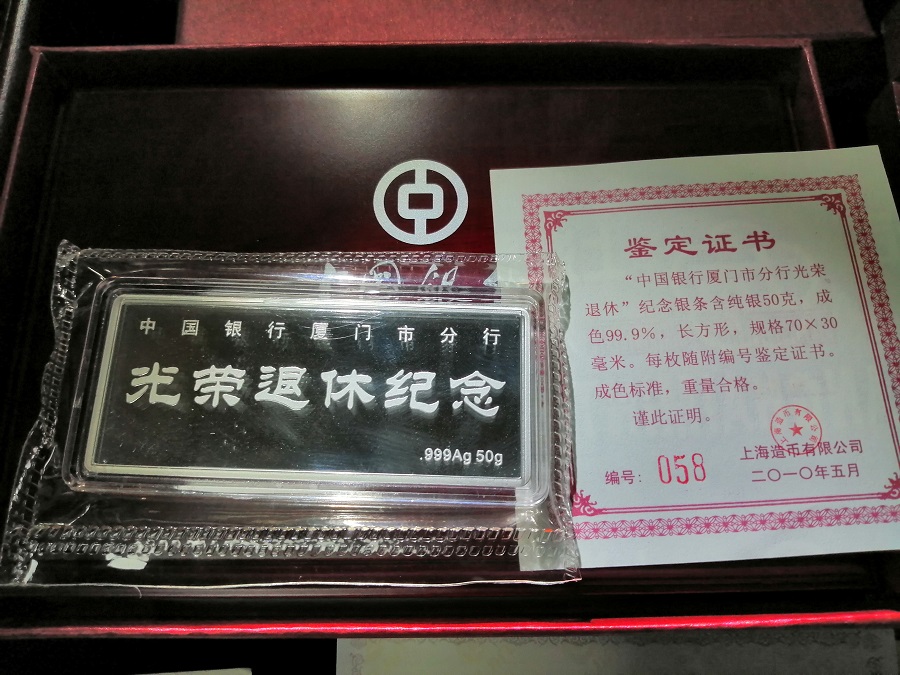 中国银行厦门市分行
光荣退休纪念
.999Ag 50g
鉴定证书
“中国银行厦门市分行光荣
退休”纪念银条含纯银50克，成
色99.9%，长方形，规格70×30
毫米。每枚随附编号鉴定证书。
成色标准，重量合格。
谨此证明。
上海造币有限公司
编号：058
二〇一〇年五月